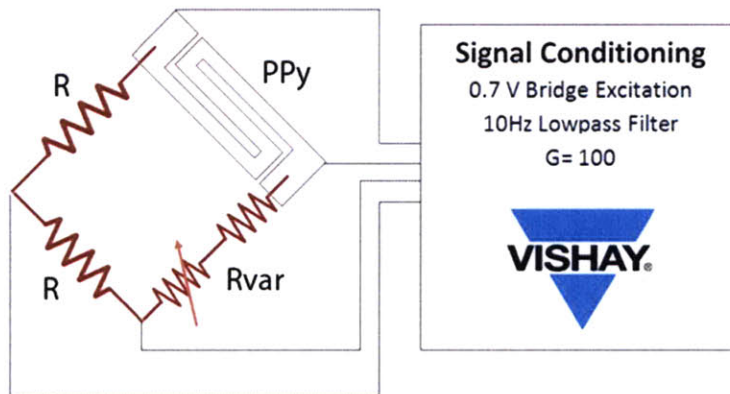 R
PPy
R
Rvar
Signal Conditioning
0.7 V Bridge Excitation
10Hz Lowpass Filter
G= 100
VISHAY®